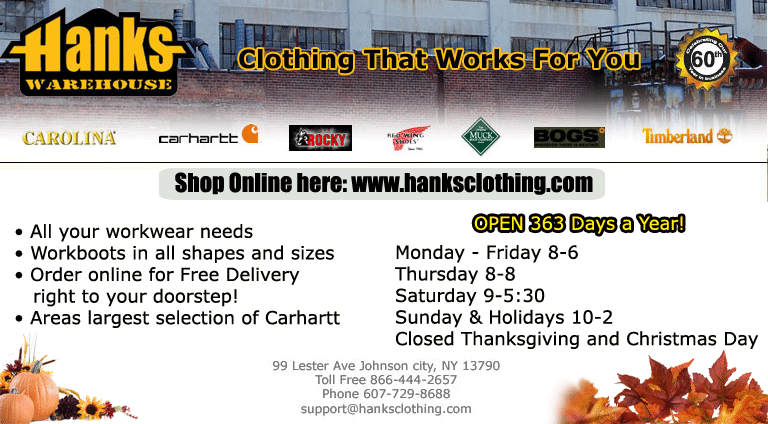 Hanks
WAREHOUSE
Clothing That Works For You
60th
CAROLINA
carhartt
ROCKY
RED WING
SHOES
MUCK
BOGS
Timberland
Shop Online here: www.hanksclothing.com
• All your workwear needs
• Workboots in all shapes and sizes
• Order online for Free Delivery
right to your doorstep!
• Areas largest selection of Carhartt
OPEN 363 Days a Year!
Monday - Friday 8-6
Thursday 8-8
Saturday 9-5:30
Sunday & Holidays 10-2
Closed Thanksgiving and Christmas Day
99 Lester Ave Johnson city, NY 13790
Toll Free 866-444-2657
Phone 607-729-8688
support@hanksclothing.com